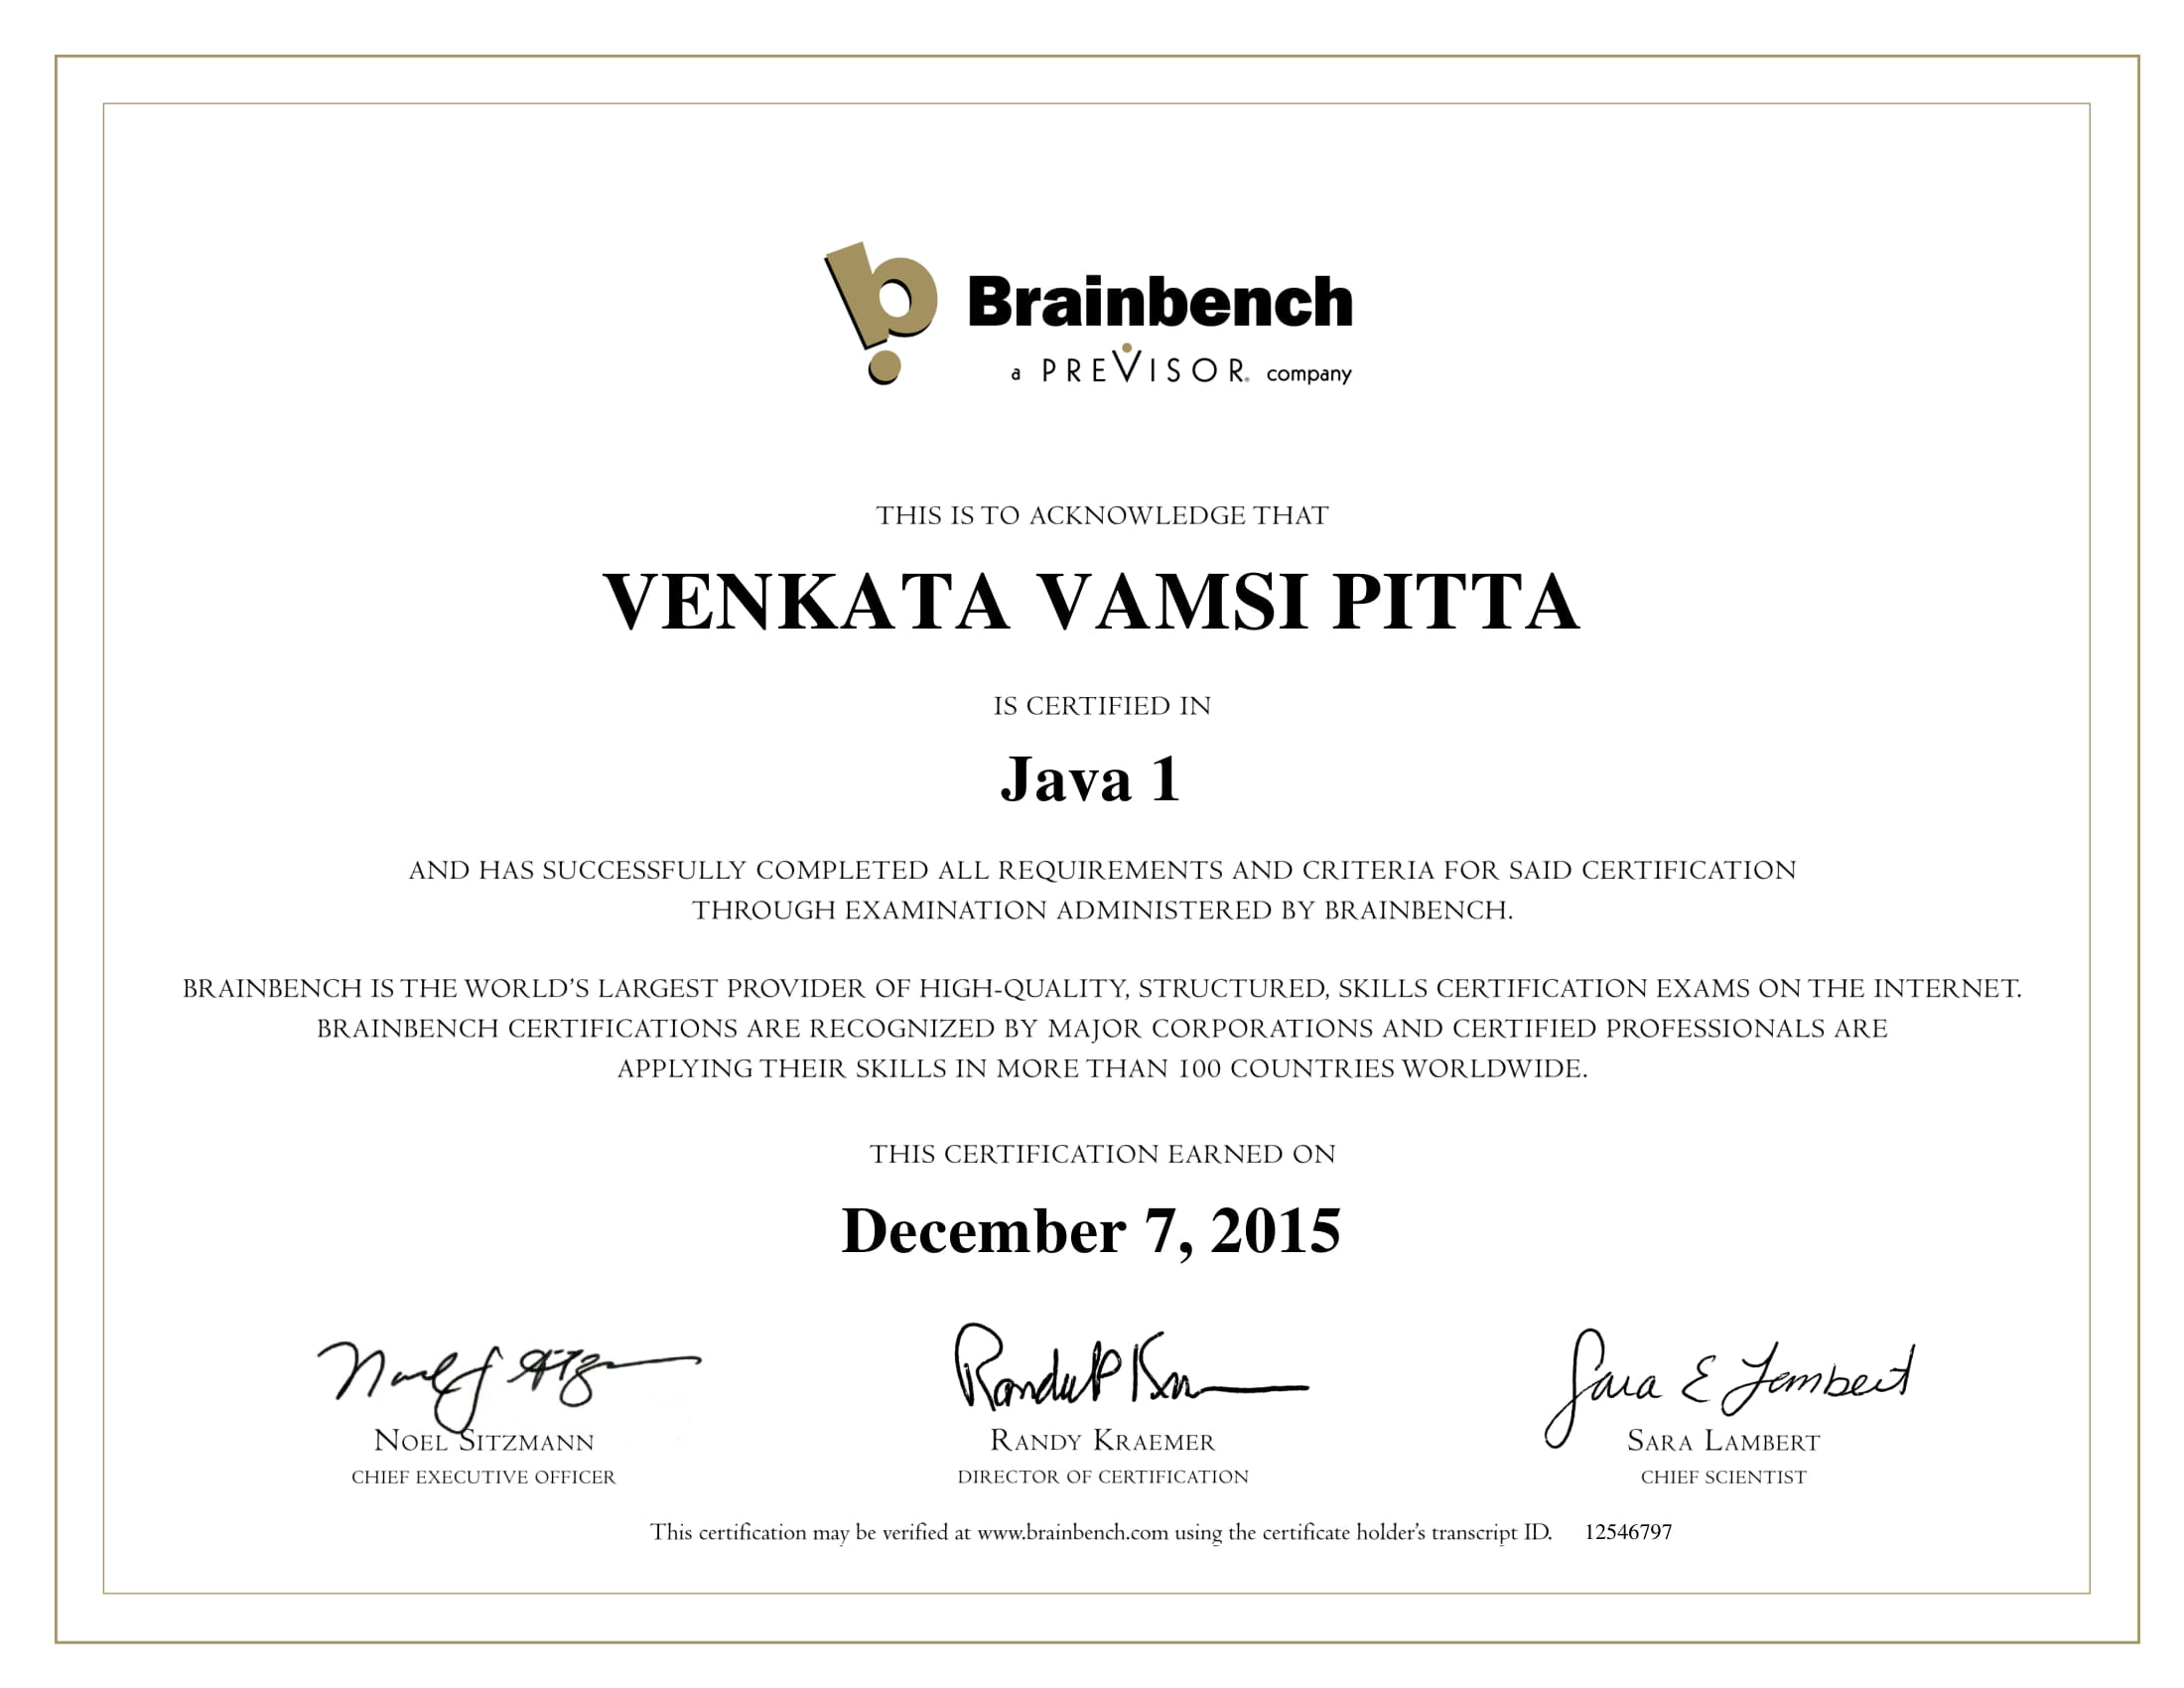 Brainbench
a PREVISOR® company
THIS IS TO ACKNOWLEDGE THAT
VENKATA VAMSI PITTA
IS CERTIFIED IN
Java 1
AND HAS SUCCESSFULLY COMPLETED ALL REQUIREMENTS AND CRITERIA FOR SAID CERTIFICATION
THROUGH EXAMINATION ADMINISTERED BY BRAINBENCH.
BRAINBENCH IS THE WORLD'S LARGEST PROVIDER OF HIGH-QUALITY, STRUCTURED, SKILLS CERTIFICATION EXAMS ON THE INTERNET.
BRAINBENCH CERTIFICATIONS ARE RECOGNIZED BY MAJOR CORPORATIONS AND CERTIFIED PROFESSIONALS ARE
APPLYING THEIR SKILLS IN MORE THAN 100 COUNTRIES WORLDWIDE.
THIS CERTIFICATION EARNED ON
December 7, 2015
Sara E Lambert
NOEL SITZMANN RANDY KRAEMER SARA LAMBERT
CHIEF EXECUTIVE OFFICER DIRECTOR OF CERTIFICATION CHIEF SCIENTIST
This certification may be verified at www.brainbench.com using the certificate holder's transcript ID. 12546797